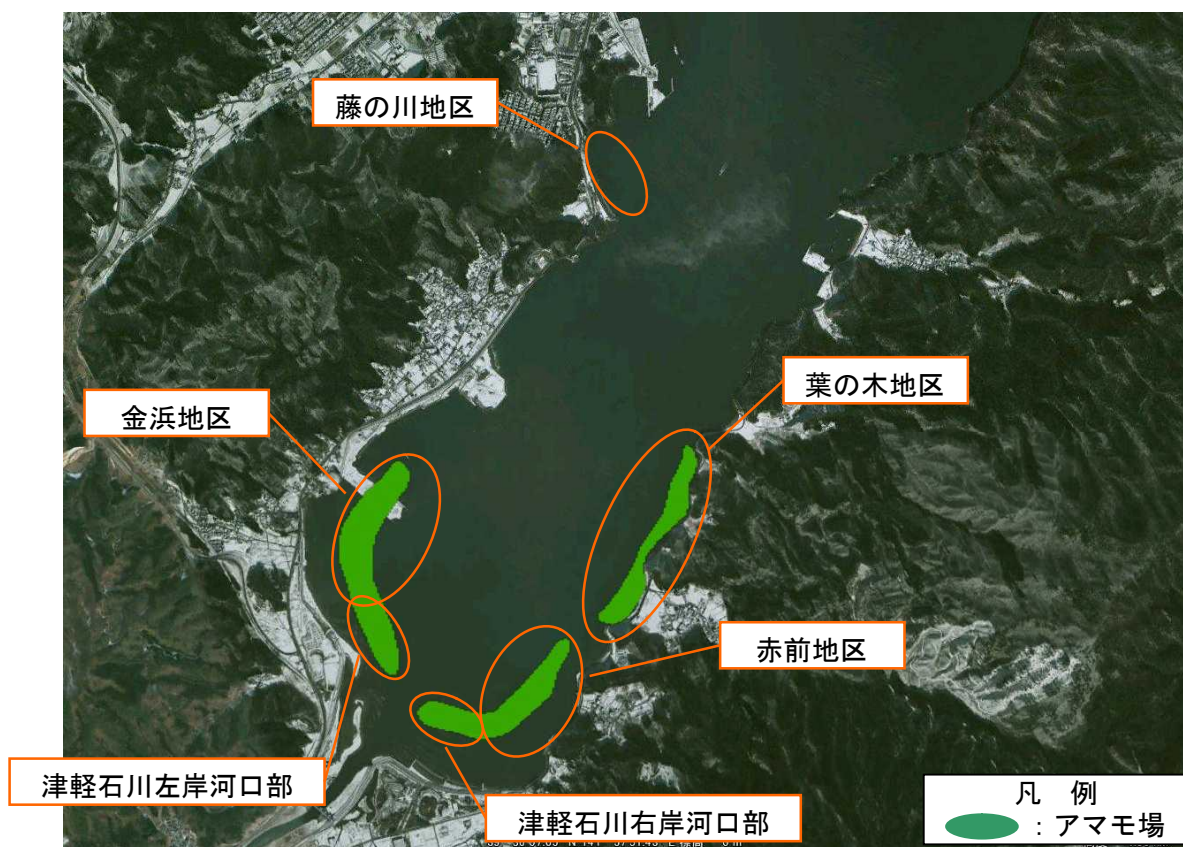 藤の川地区
葉の木地区
金浜地区
赤前地区
津軽石川左岸河口部
津軽石川右岸河口部
凡 例
：アマモ場